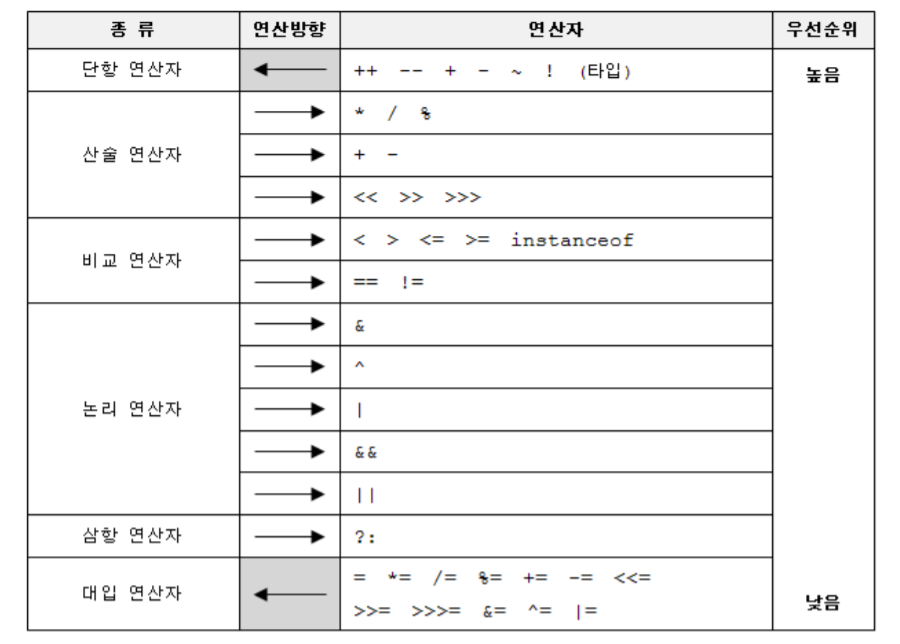 종 류 연산방향 연산자 우선순위
단항 연산자 ++ -- + - ~ ! (타입) 높음
* / %
산술 연산자 + -
<< >> >>>
비교 연산자 < > <= >= instanceof
== !=
&
^
논리 연산자 |
&&
||
삼항 연산자 ?:
대입 연산자 = *= /= %= += -= <<=
>>= >>>= &= ^= |= 낮음